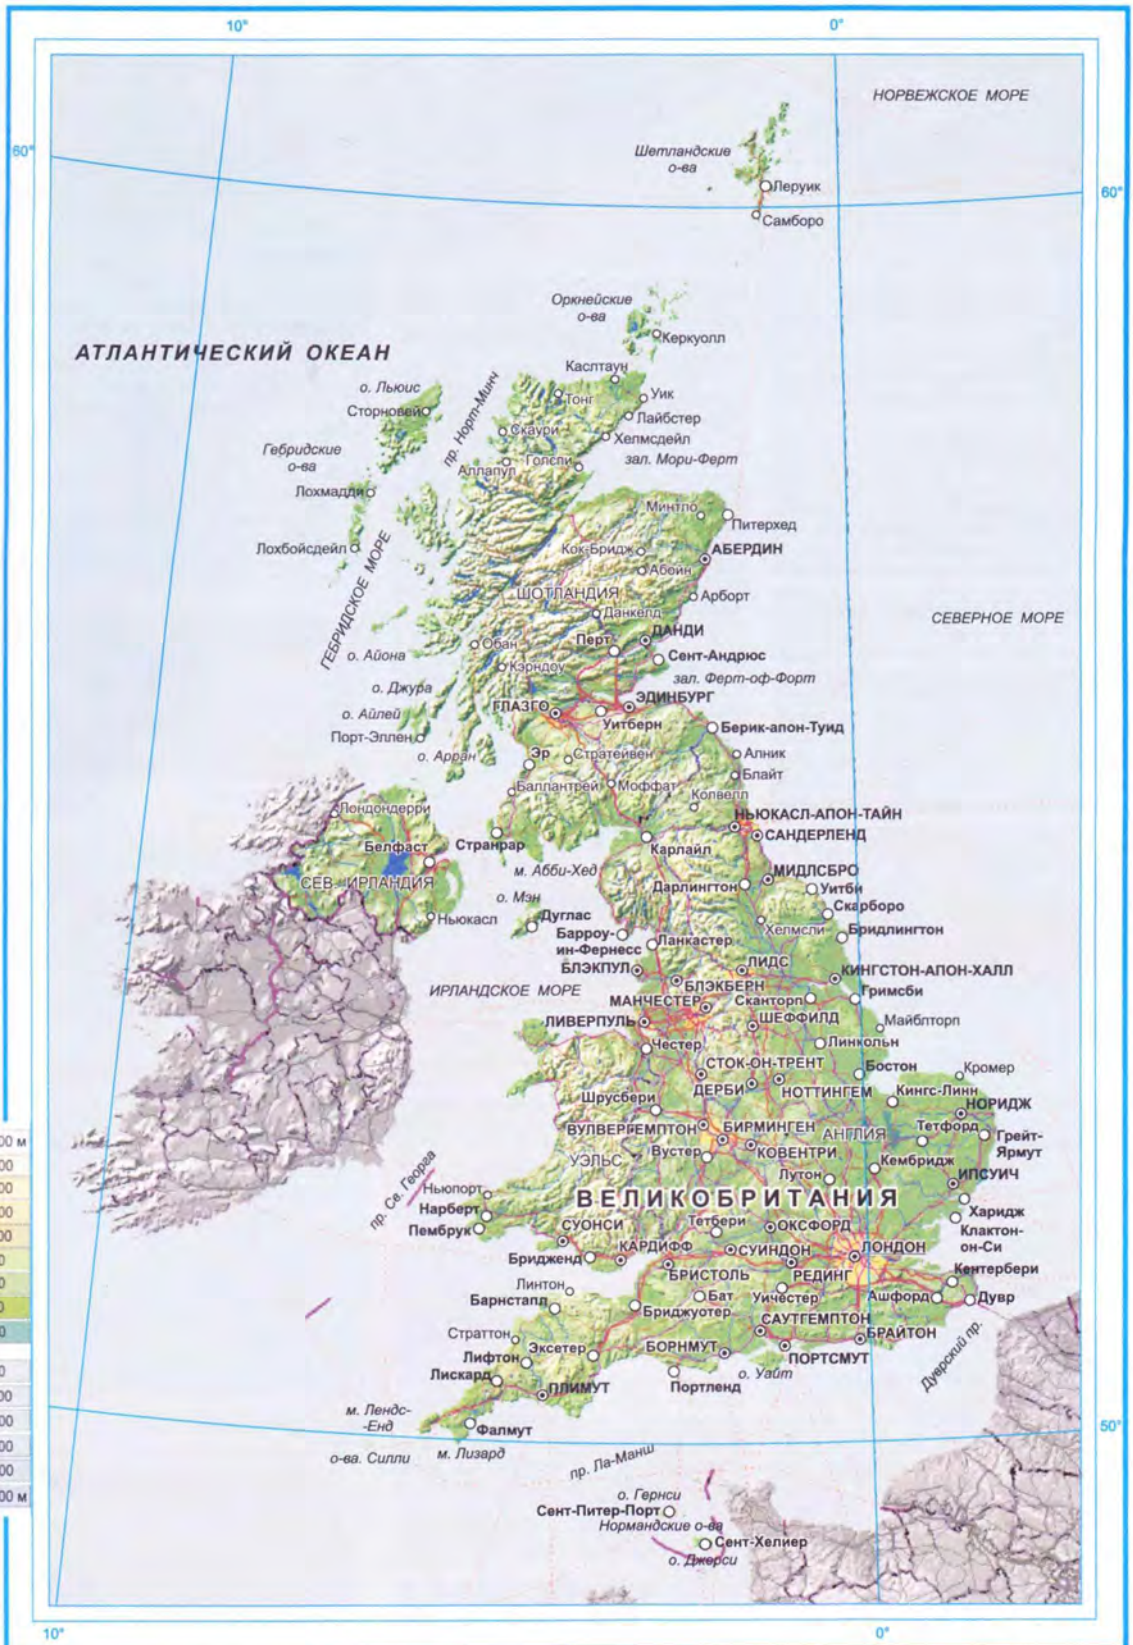 10°
0°
НОРВЕЖСКОЕ МОРЕ
60°
Шетландские
о-ва
60°
Леруик
Самборо
Оркнейские
о-ва
Керкуолл
АТЛАНТИЧЕСКИЙ ОКЕАН
Каслтаун
о. Льюис
пр. Норт-Минч
Тонг
Уик
Сторновей
Лайбстер
Скаури
Хелмсдейл
Гебридские
о-ва
Аллапул
Голспи
зал. Мори-Ферт
Лохмадди
Минтло
Питерхед
Лохбойсдейл
ГЕБРИДСКОЕ МОРЕ
Кок-Бридж
АБЕРДИН
Абойн
ШОТЛАНДИЯ
Арборт
Данкелд
СЕВЕРНОЕ МОРЕ
Обан
Перт
ДАНДИ
о. Айона
Кэрндоу
Сент-Андрюс
зал. Ферт-оф-Форт
о. Джура
ГЛАЗГО
ЭДИНБУРГ
о. Айлей
Уитберн
Берик-апон-Туид
Порт-Эллен
о. Арран
Эр
Стратейвен
Алник
Блайт
Баллантрей
Моффат
Колвелл
Лондондерри
НЬЮКАСЛ-АПОН-ТАЙН
САНДЕРЛЕНД
Белфаст
Странрар
Карлайл
м. Абби-Хед
МИДЛСБРО
СЕВ. ИРЛАНДИЯ
Дарлингтон
Уитби
о. Мэн
Скарборо
Ньюкасл
Дуглас
Хелмсли
Бридлингтон
Барроу-
ин-Фернесс
Ланкастер
БЛЭКПУЛ
ЛИДС
КИНГСТОН-АПОН-ХАЛЛ
ИРЛАНДСКОЕ МОРЕ
БЛЭКБЕРН
МАНЧЕСТЕР
Сканторп
Гримсби
ЛИВЕРПУЛЬ
ШЕФФИЛД
Майблторп
Честер
Линкольн
СТОК-ОН-ТРЕНТ
Бостон
Кромер
ДЕРБИ
НОТТИНГЕМ
Кингс-Линн
Шрусбери
НОРИДЖ
ВУЛВЕРГЕМПТОН
БИРМИНГЕН
АНГЛИЯ
Тетфорд
Грейт-
Ярмут
УЭЛЬС
Вустер
КОВЕНТРИ
Кембридж
Лутон
ИПСУИЧ
пр. Св. Георга
Ньюпорт
ВЕЛИКОБРИТАНИЯ
Нарберт
Харидж
Пембрук
СУОНСИ
Тетбери
ОКСФОРД
Клактон-
он-Си
КАРДИФФ
СУИНДОН
ЛОНДОН
Бридженд
БРИСТОЛЬ
РЕДИНГ
Кентербери
Линтон
Бат
Уичестер
Ашфорд
Дувр
Барнстапл
Бриджуотер
САУТГЕМПТОН
Страттон
Эксетер
БОРНМУТ
БРАЙТОН
Лифтон
ПОРТСМУТ
Дуврский пр.
Лискард
о. Уайт
ПЛИМУТ
Портленд
м. Лендс-
-Енд
Фалмут
50°
о-ва. Силли
м. Лизард
пр. Ла-Манш
о. Гернси
Сент-Питер-Порт
Нормандские о-ва
Сент-Хелиер
о. Джерси
10°
0°